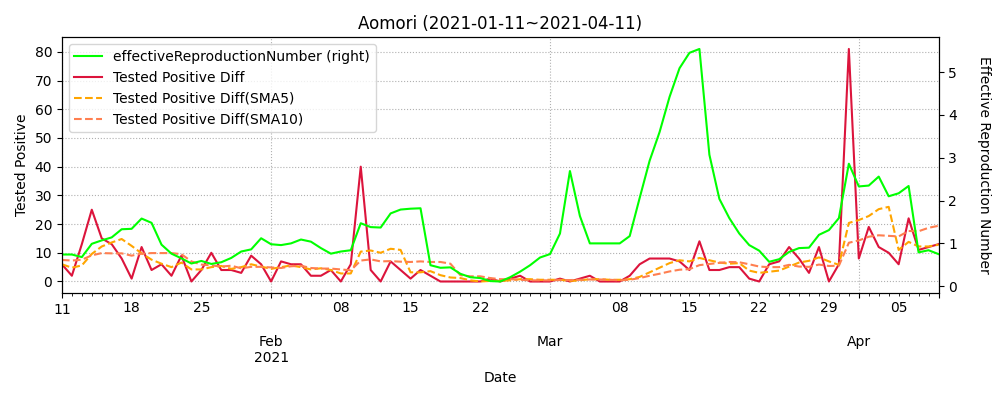 Aomori (2021-01-11~2021-04-11)
effectiveReproductionNumber (right)
Tested Positive Diff
Tested Positive Diff(SMA5)
Tested Positive Diff(SMA10)
Tested Positive
80
70
60
50
40
30
20
10
0
5
4
3
2
1
0
Effective Reproduction Number
11 18 25 08 15 22 08 15 22 29 05
Feb Mar Apr
2021
Date